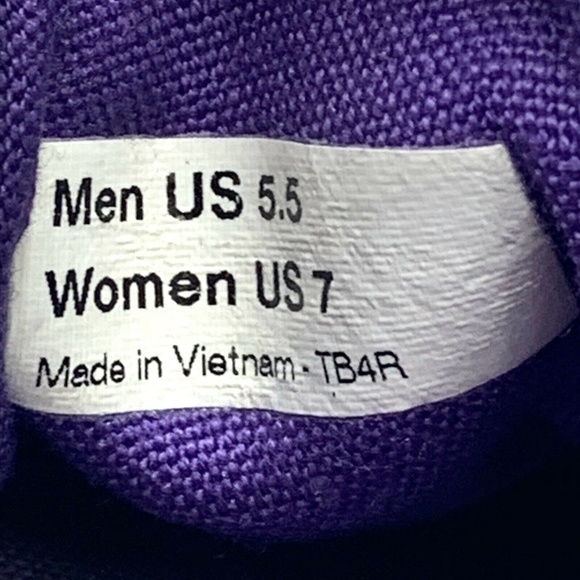 Men US 5.5
Women US 7
Made in Vietnam - TB4R